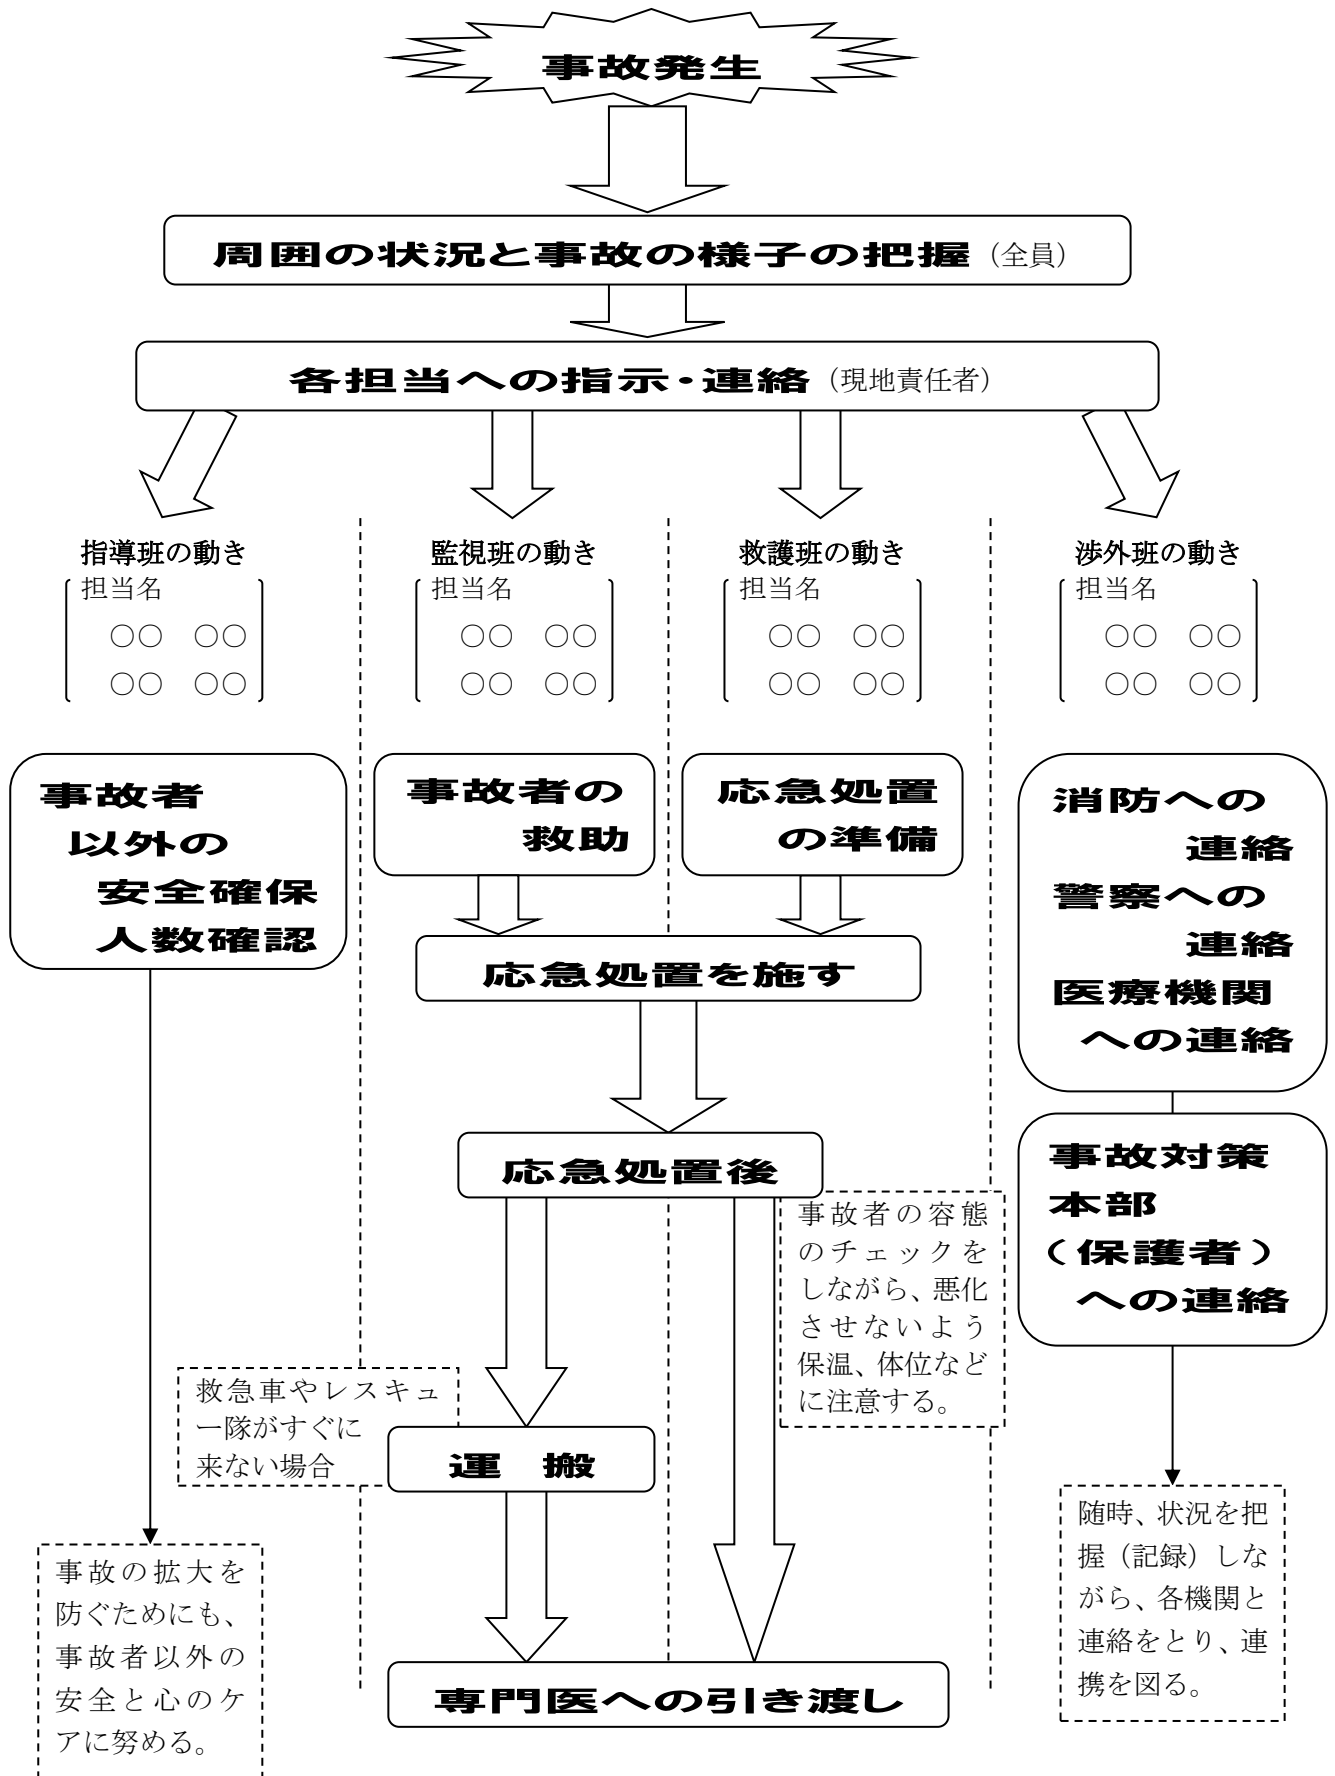 事故発生
周囲の状況と事故の様子の把握（全員）
各担当への指示・連絡（現地責任者）
指導班の動き
担当名
○○　○○
○○　○○
監視班の動き
担当名
○○　○○
○○　○○
救護班の動き
担当名
○○　○○
○○　○○
渉外班の動き
担当名
○○　○○
○○　○○
事故者
以外の
安全確保
人数確認
事故者の
救助
応急処置
の準備
消防への
連絡
警察への
連絡
医療機関
への連絡
応急処置を施す
応急処置後
事故対策
本部
（保護者）
への連絡
事故者の容態
のチェックを
しながら、悪化
させないよう
保温、体位など
に注意する。
救急車やレスキュ
ー隊がすぐに
来ない場合
運　搬
随時、状況を把
握（記録）しな
がら、各機関と
連絡をとり、連
携を図る。
事故の拡大を
防ぐためにも、
事故者以外の
安全と心のケ
アに努める。
専門医への引き渡し